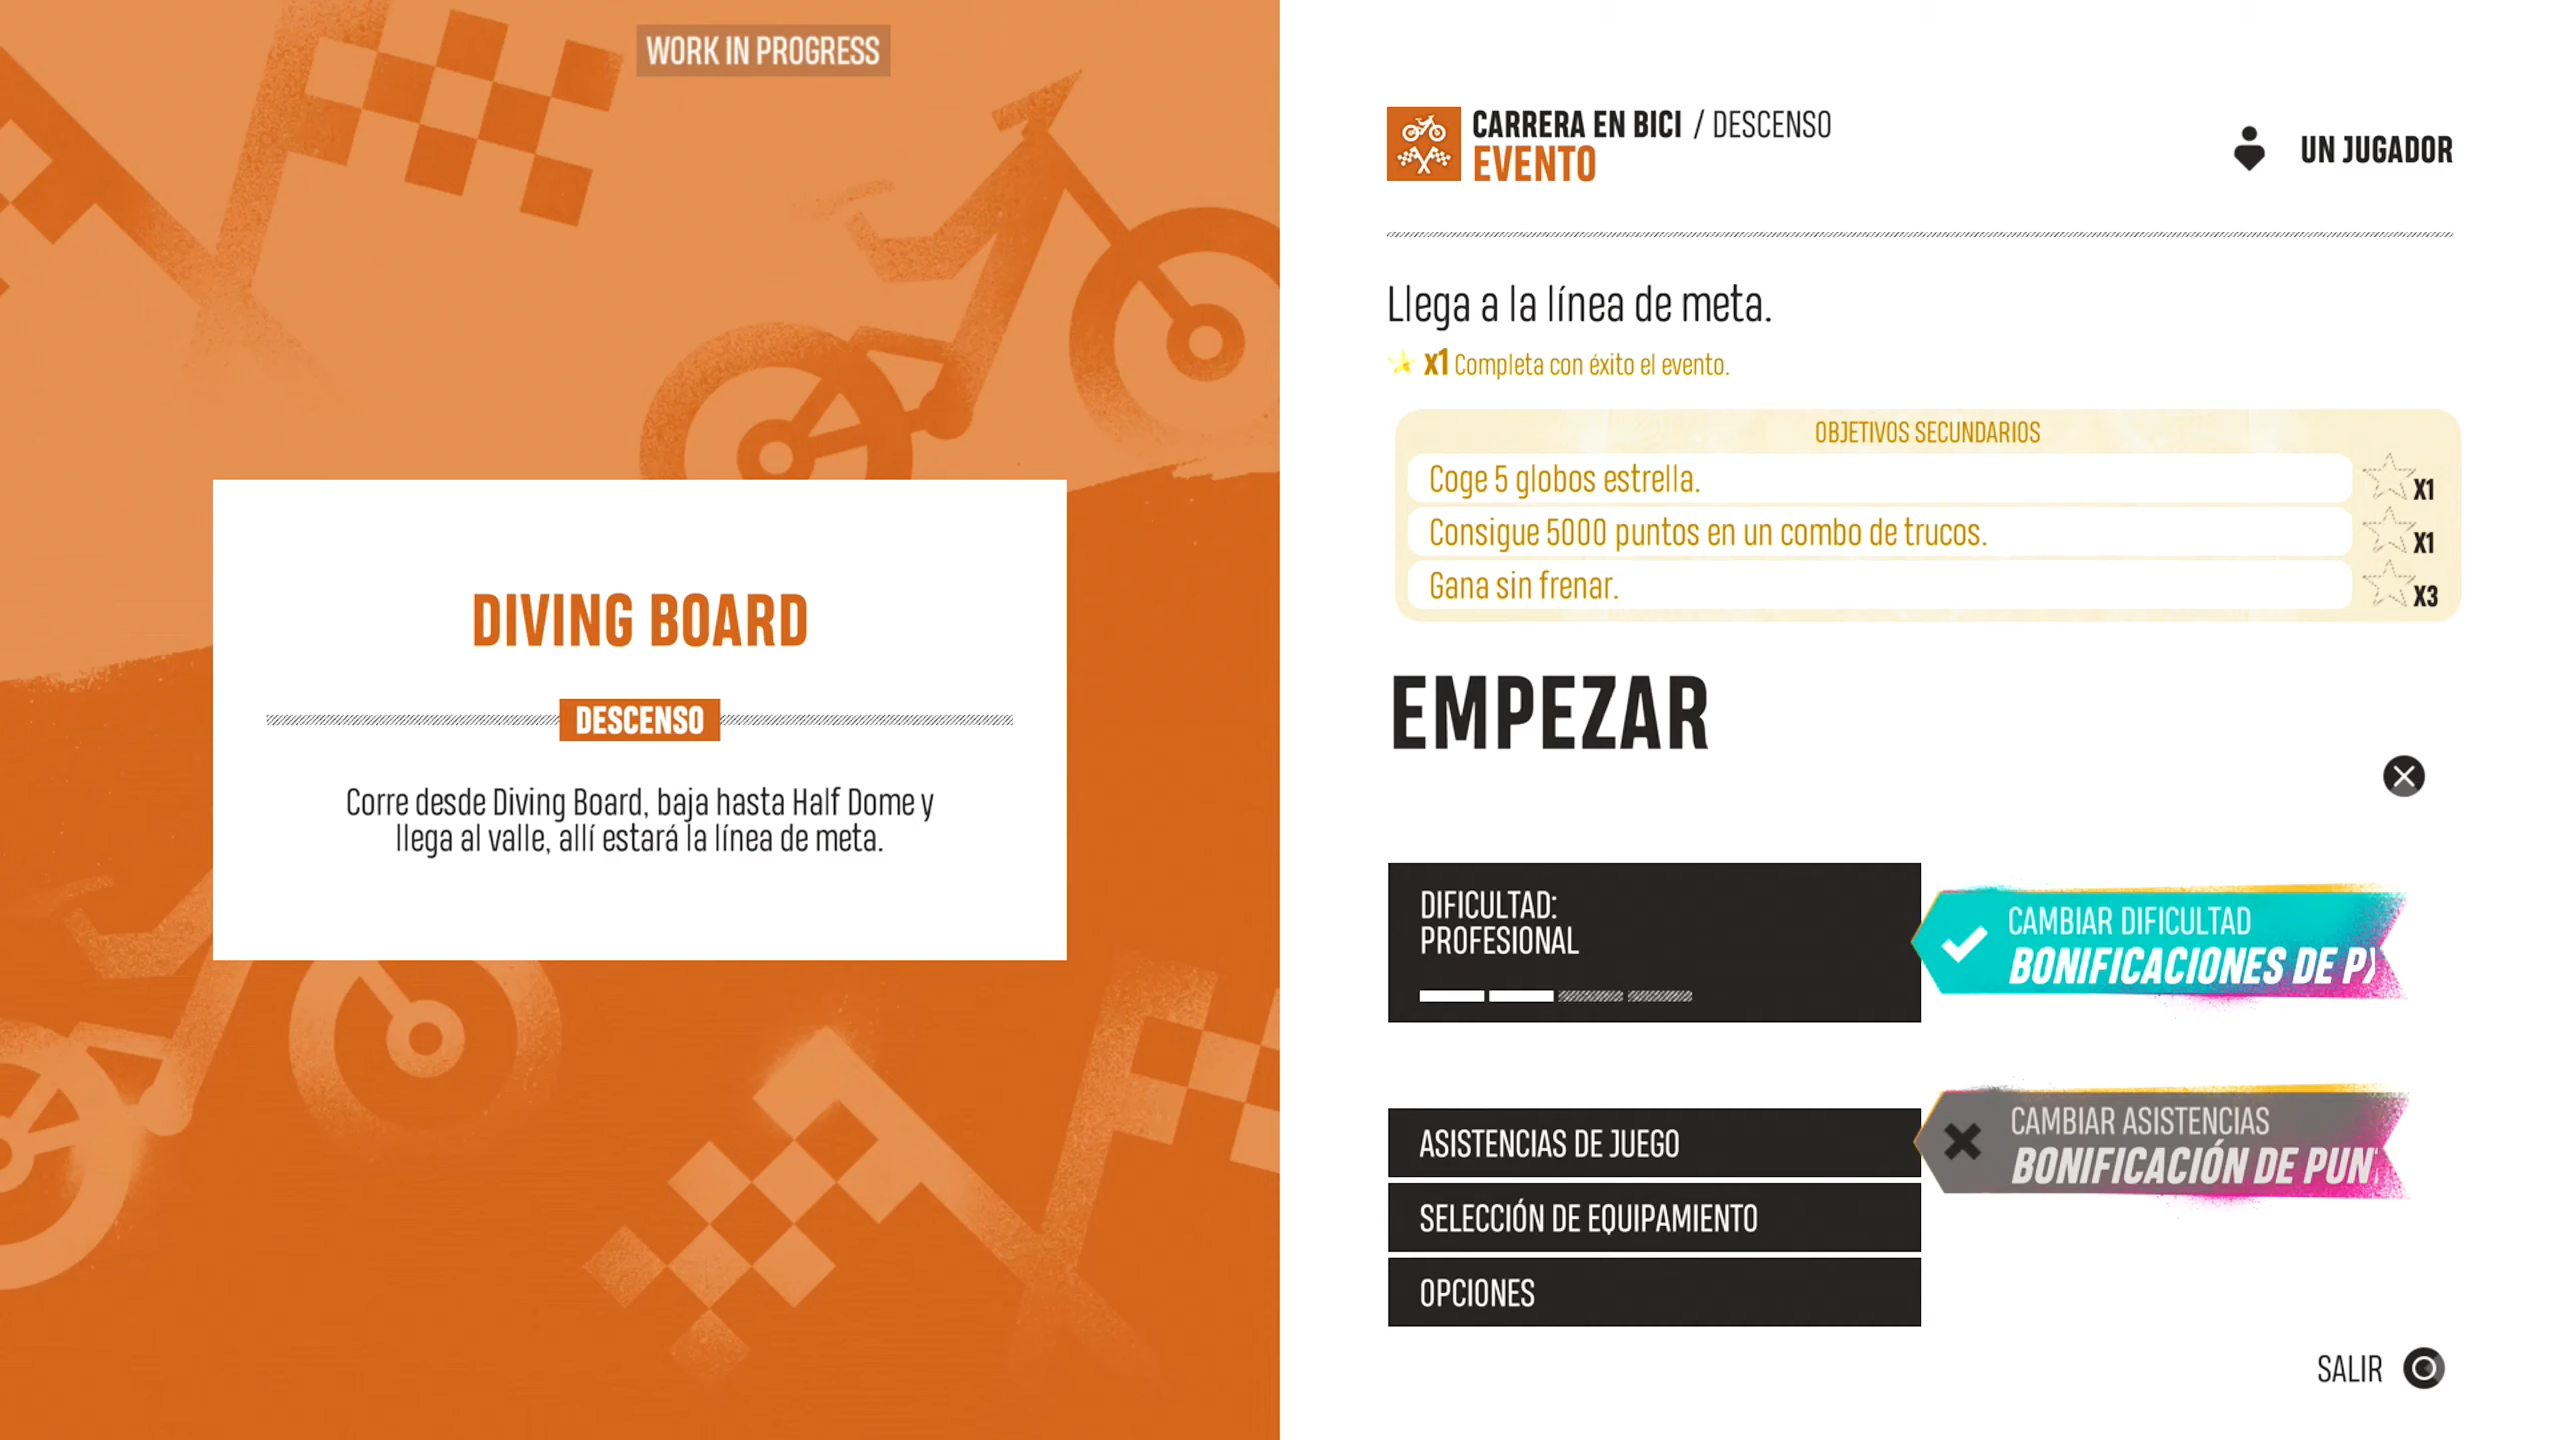 WORK IN PROGRESS
DIVING BOARD
DESCENSO
Corre desde Diving Board, baja hasta Half Dome y
llega al valle, allí estará la línea de meta.
CARRERA EN BICI / DESCENSO
EVENTO
UN JUGADOR
Llega a la línea de meta.
X1 Completa con éxito el evento.
OBJETIVOS SECUNDARIOS
Coge 5 globos estrella.
X1
Consigue 5000 puntos en un combo de trucos.
X1
Gana sin frenar.
X3
EMPEZAR
DIFICULTAD:
PROFESIONAL
CAMBIAR DIFICULTAD
BONIFICACIONES DE
ASISTENCIAS DE JUEGO
CAMBIAR ASISTENCIAS
BONIFICACIÓN DE
SELECCIÓN DE EQUIPAMIENTO
OPCIONES
SALIR